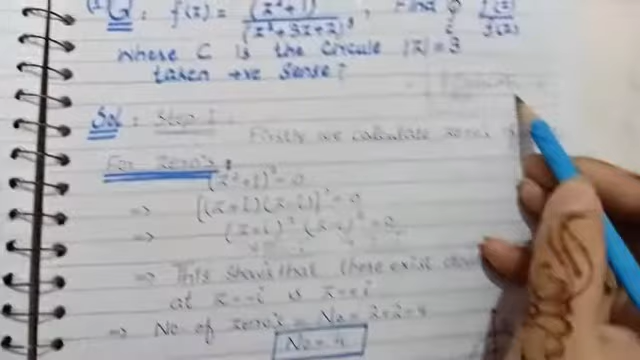 Q: f(z) = (z²+1)² / (z²+3z+2)³, Find ∮ f'(z)/f(z)
Where C is the Circule |z| = 3
taken +ve Sense?
Sol: Step I:
Firstly we calculate zeros
For Zero's:
(z²+1)² = 0
=> [(z+i)(z-i)]² = 0
=> (z+i)² (z-i)² = 0
=> This shows that there exist
at z=-i is z=+i
=> No of zero's = N₀ = 2+2 = 4
N₀ = 4